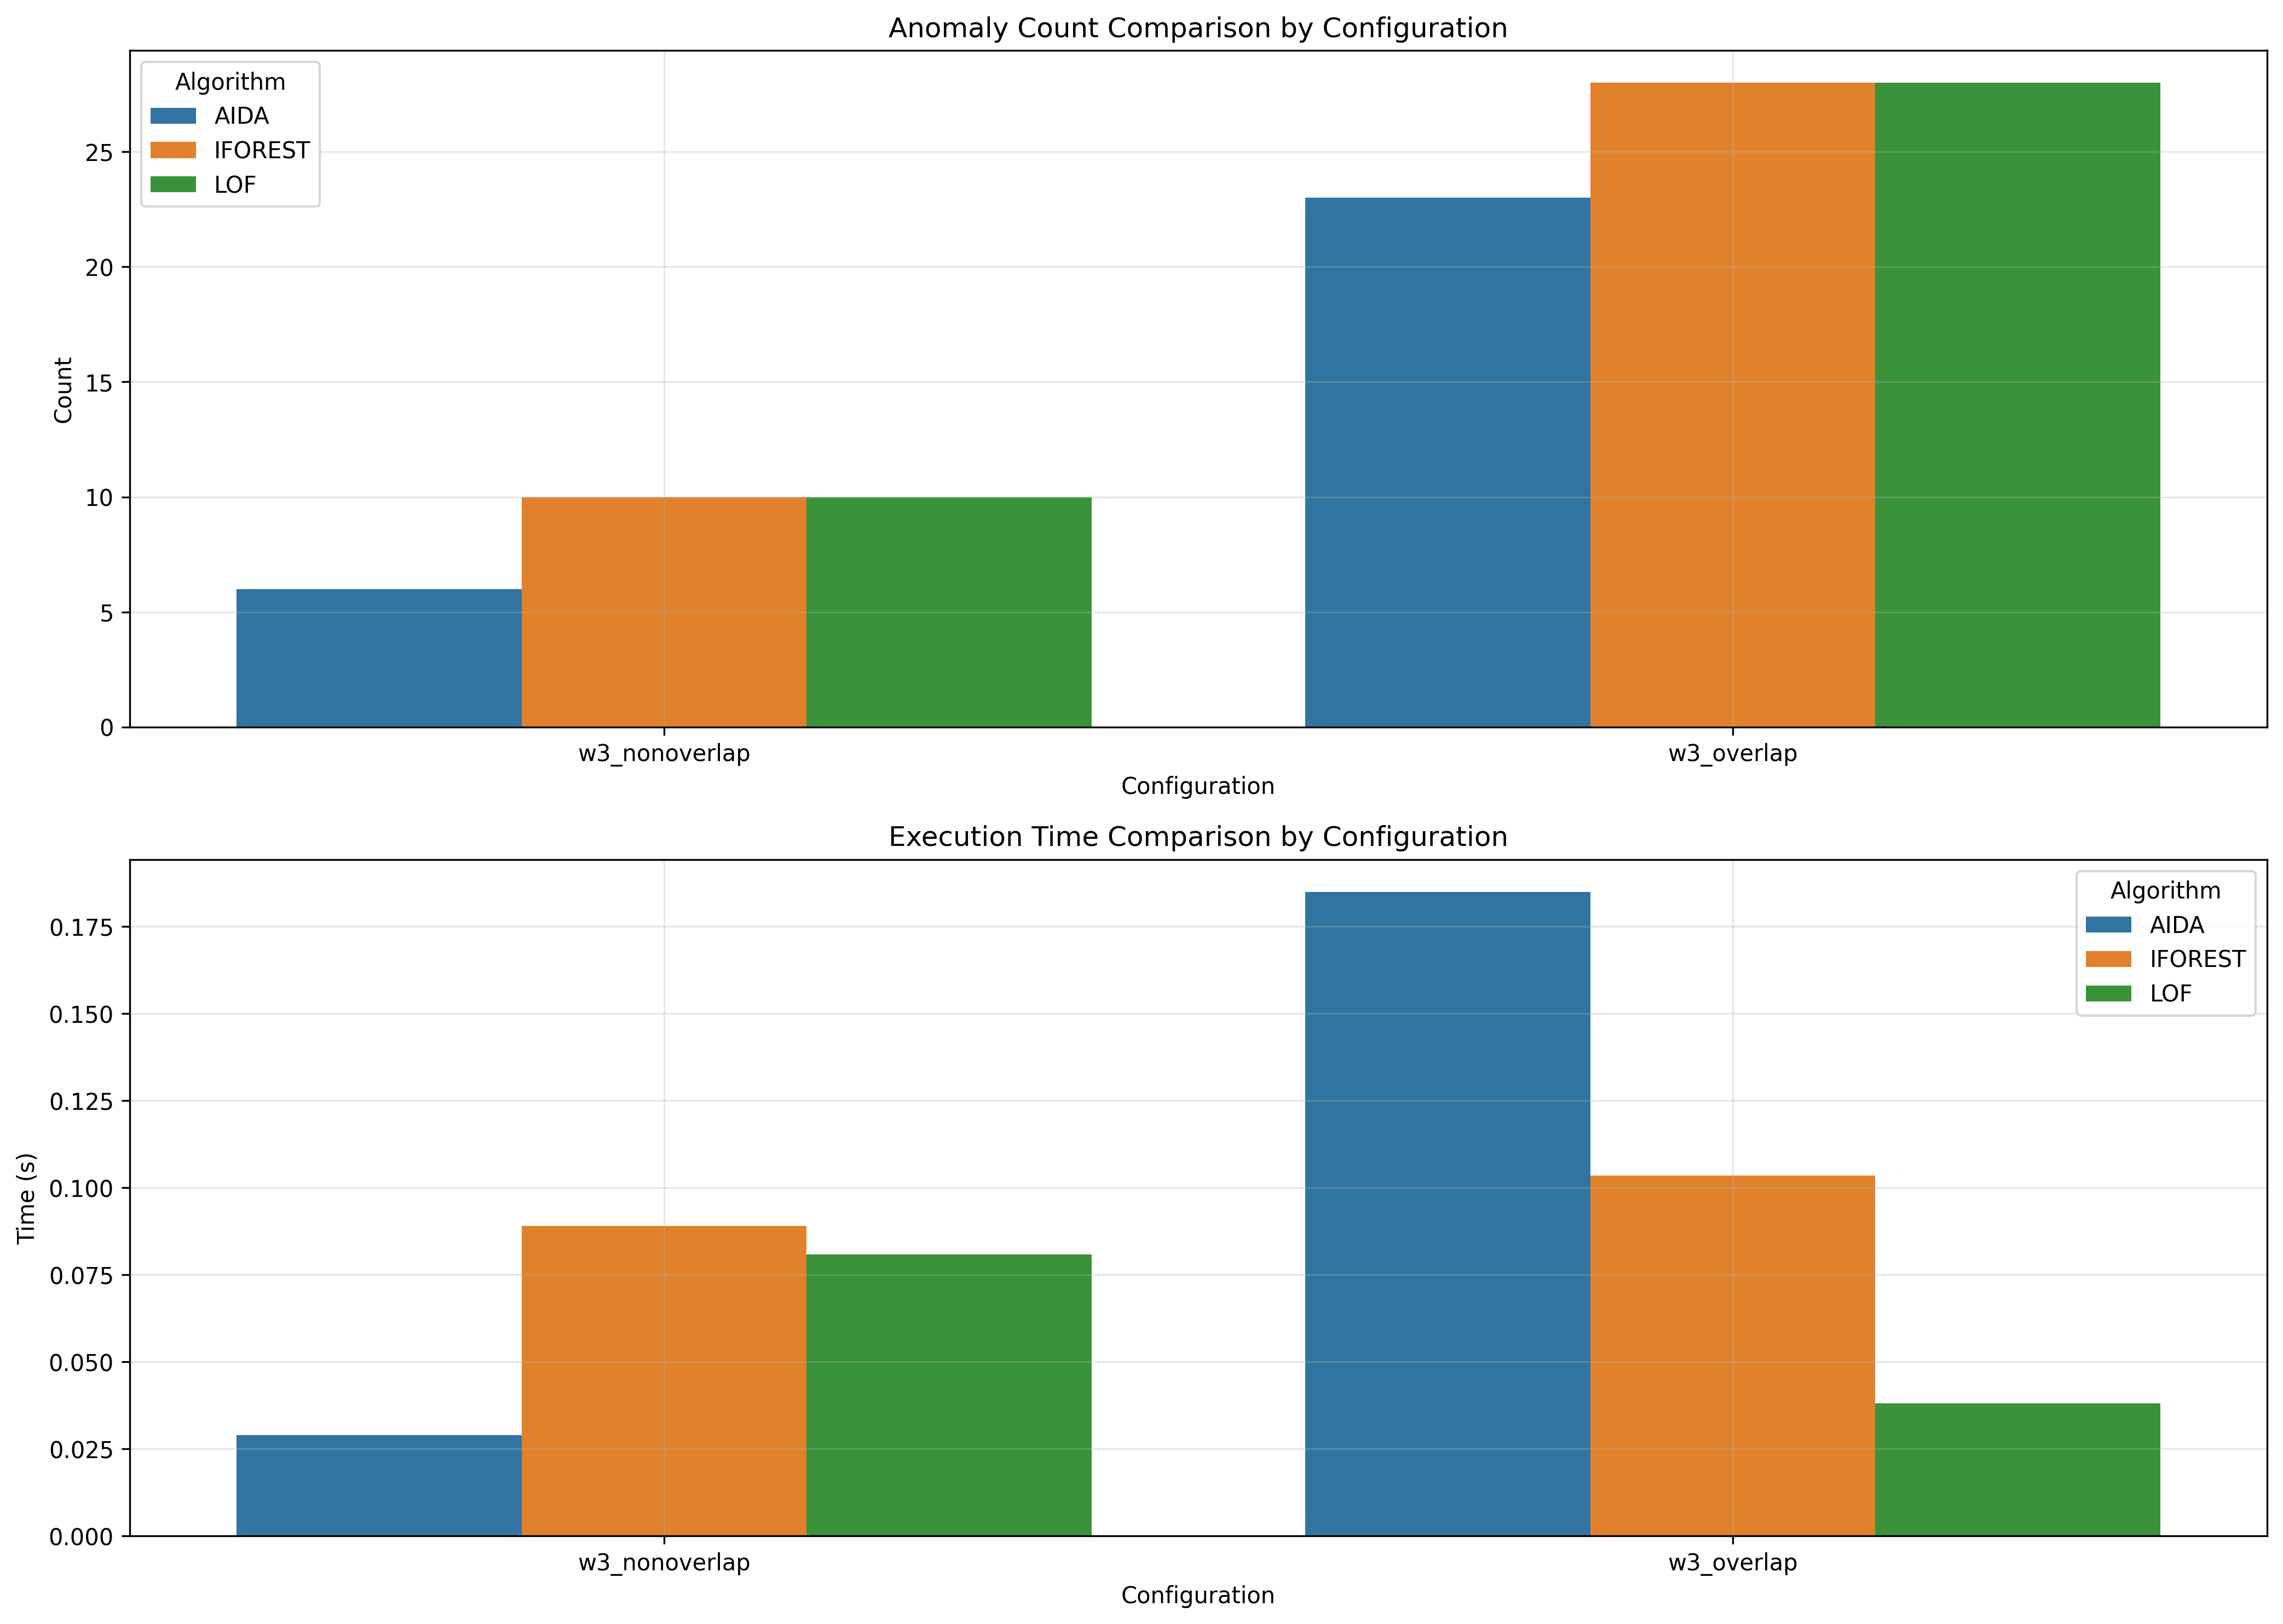 Anomaly Count Comparison by Configuration
Algorithm
AIDA
IFOREST
LOF
25
20
15
10
5
0
Count
w3_nonoverlap
w3_overlap
Configuration
Execution Time Comparison by Configuration
Algorithm
AIDA
IFOREST
LOF
0.175
0.150
0.125
0.100
0.075
0.050
0.025
0.000
Time (s)
w3_nonoverlap
w3_overlap
Configuration